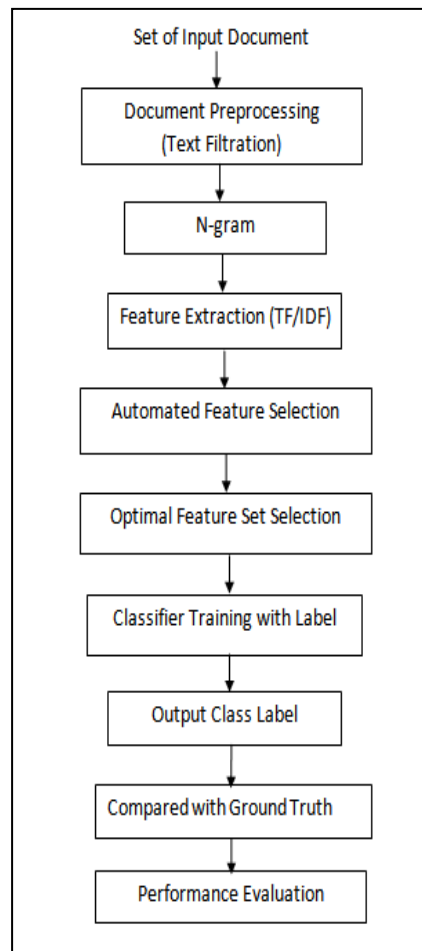 Set of Input Document
Document Preprocessing
(Text Filtration)
N-gram
Feature Extraction (TF/IDF)
Automated Feature Selection
Optimal Feature Set Selection
Classifier Training with Label
Output Class Label
Compared with Ground Truth
Performance Evaluation